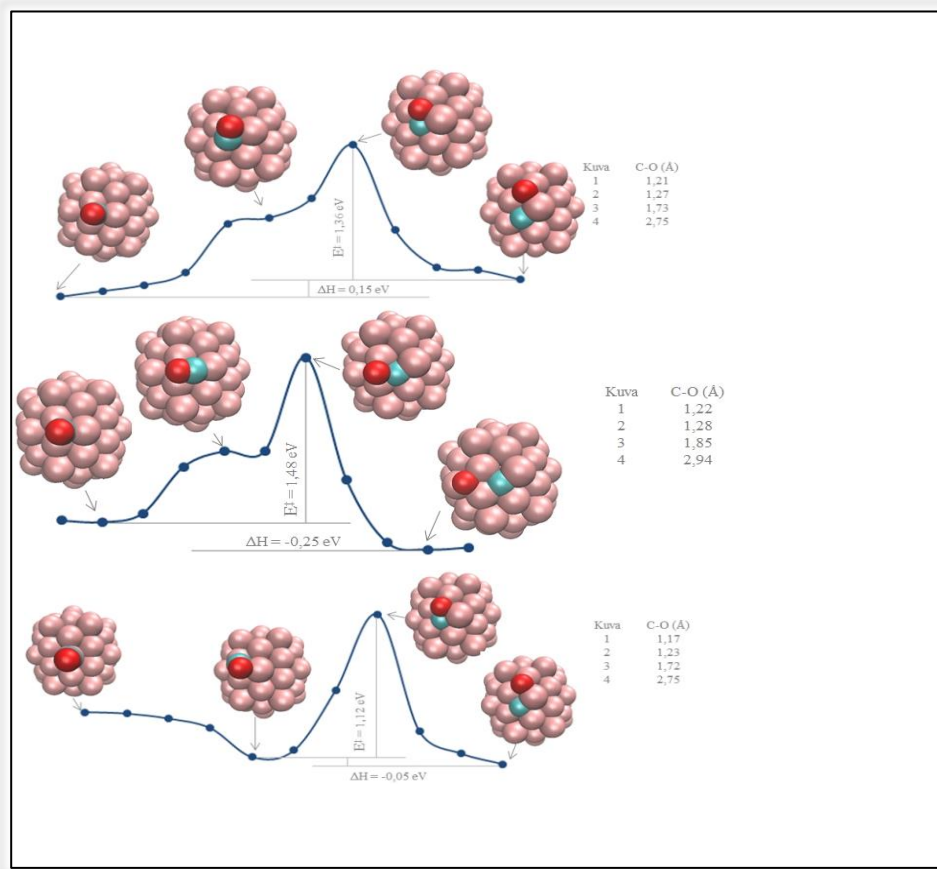 Kuva C-O (Å)
1 1,21
2 1,27
3 1,73
4 2,75
E‡ = 1,36 eV
ΔH = 0,15 eV
Kuva C-O (Å)
1 1,22
2 1,28
3 1,85
4 2,94
E‡ = 1,48 eV
ΔH = -0,25 eV
Kuva C-O (Å)
1 1,17
2 1,23
3 1,72
4 2,75
E‡ = 1,12 eV
ΔH = -0,05 eV